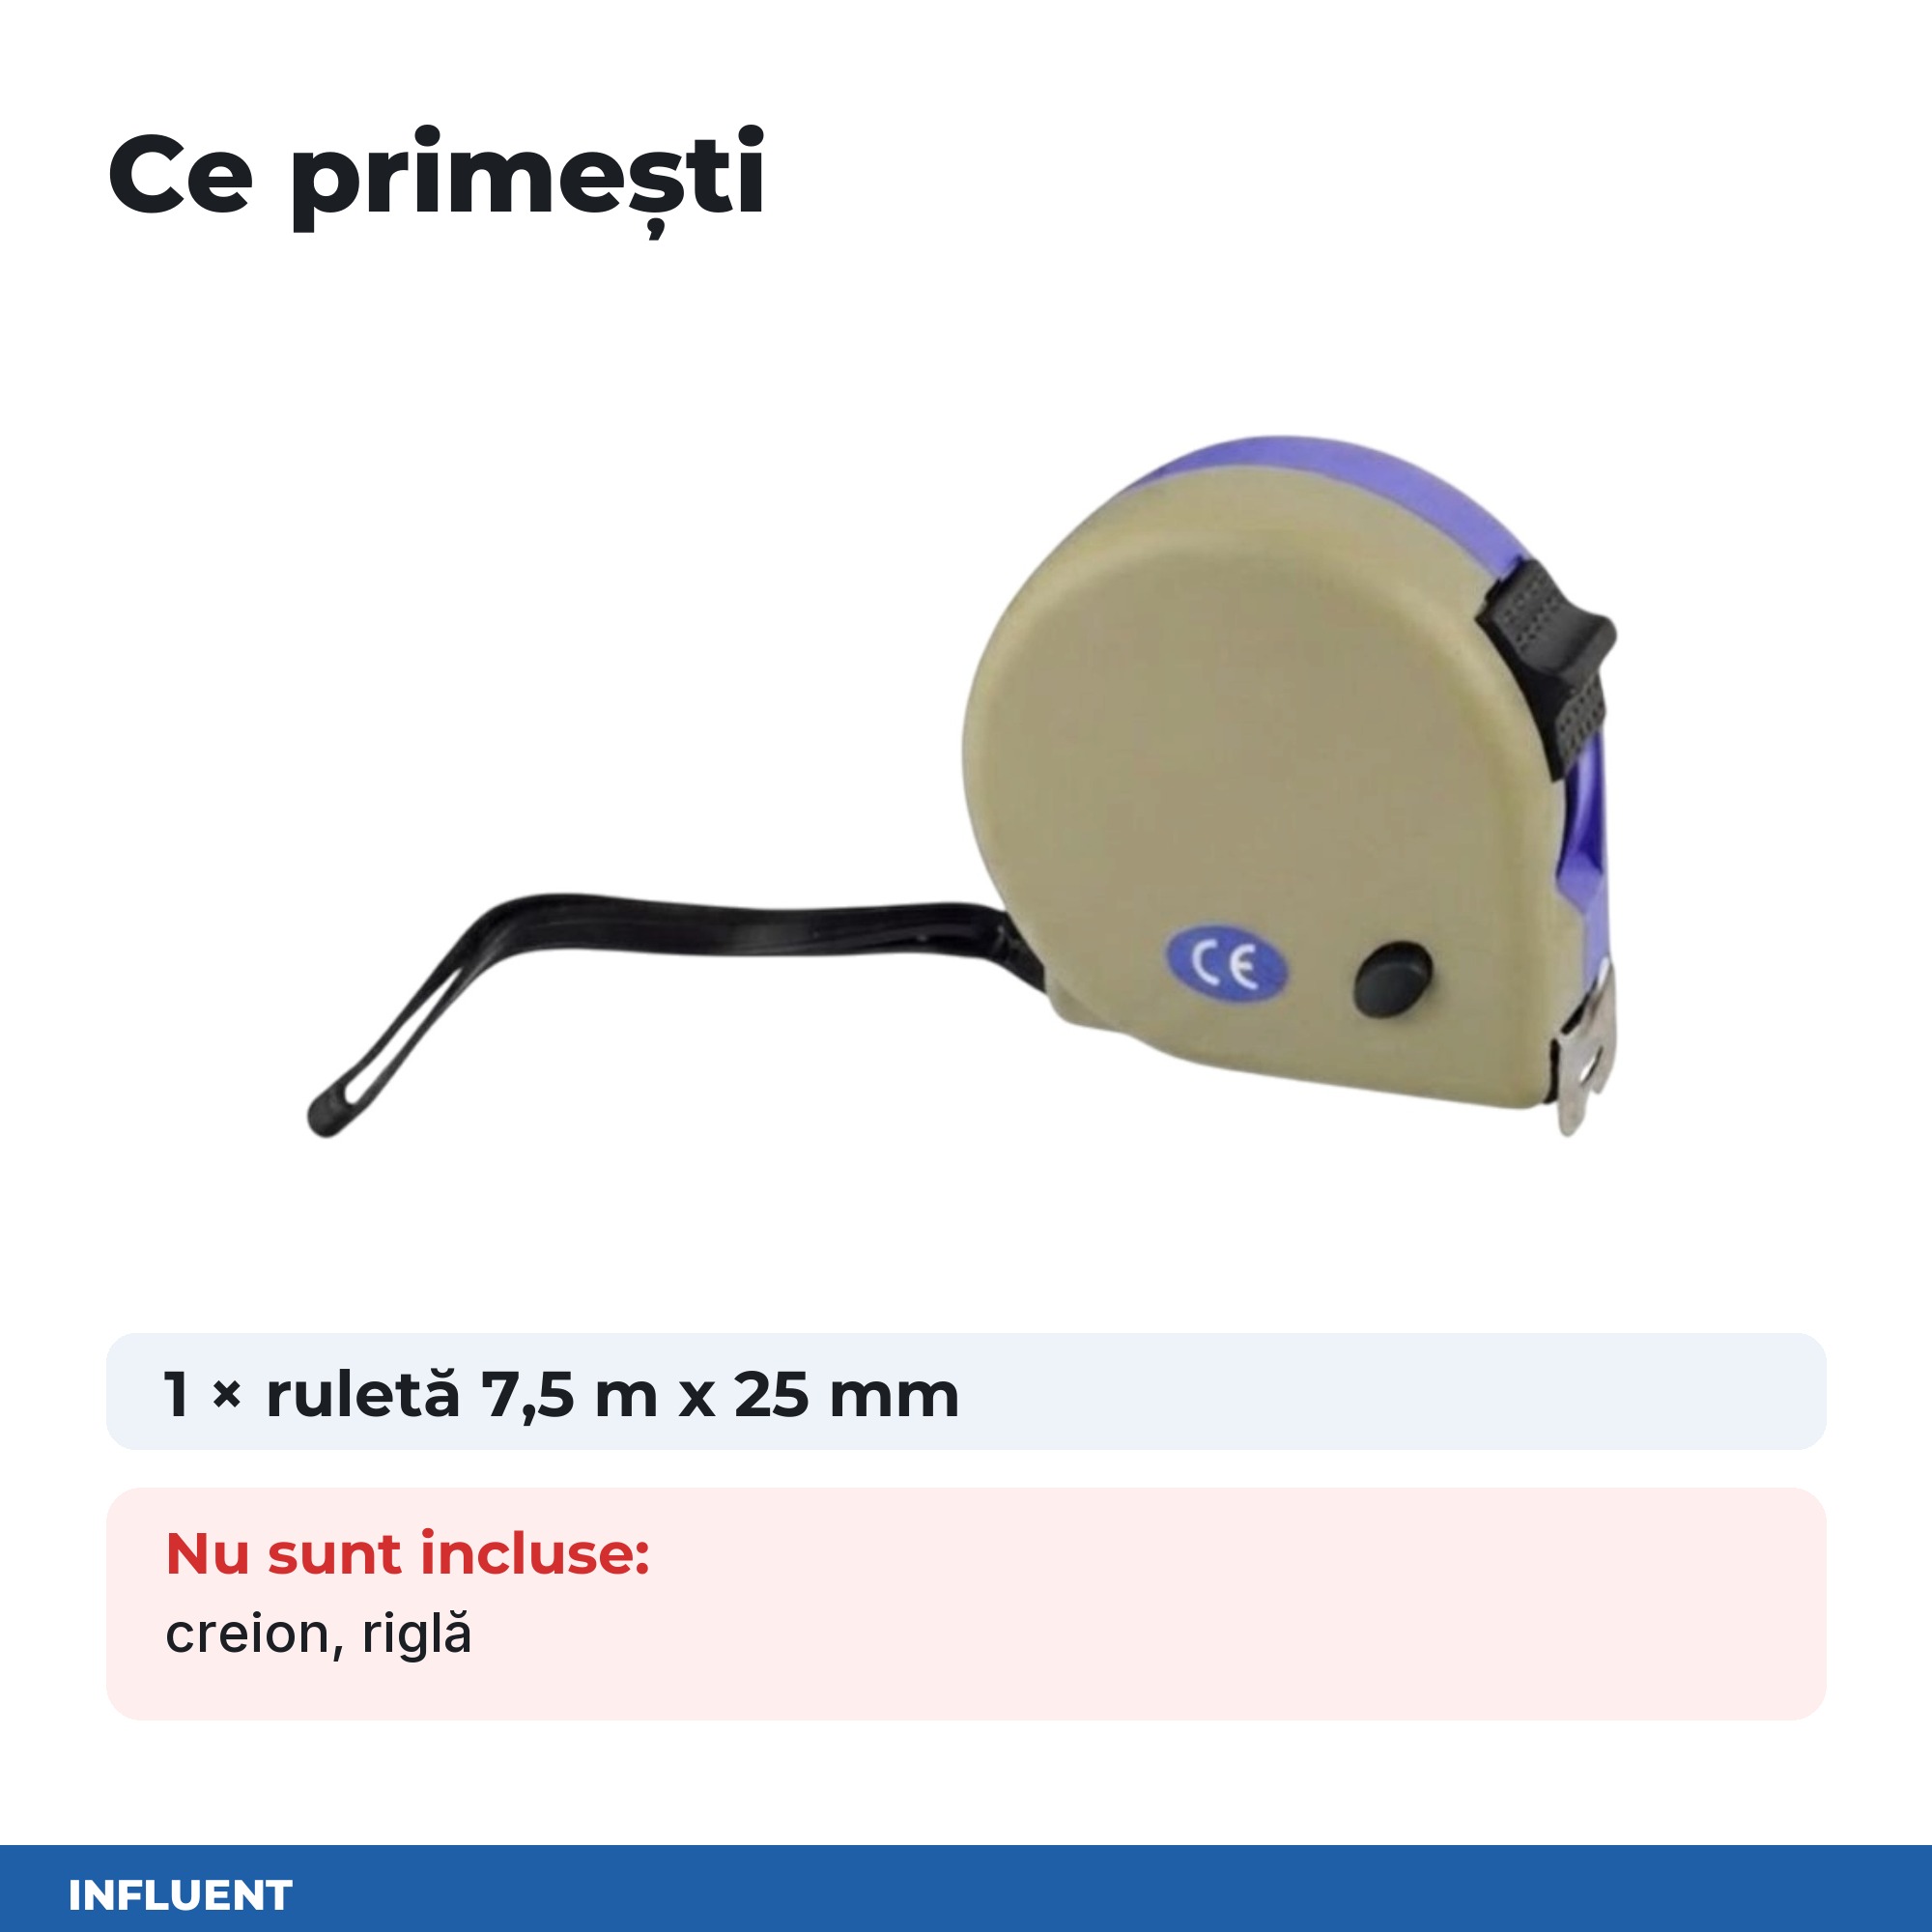 Ce primești
CE
1 × ruletă 7,5 m x 25 mm
Nu sunt incluse:
creion, riglă
INFLUENT